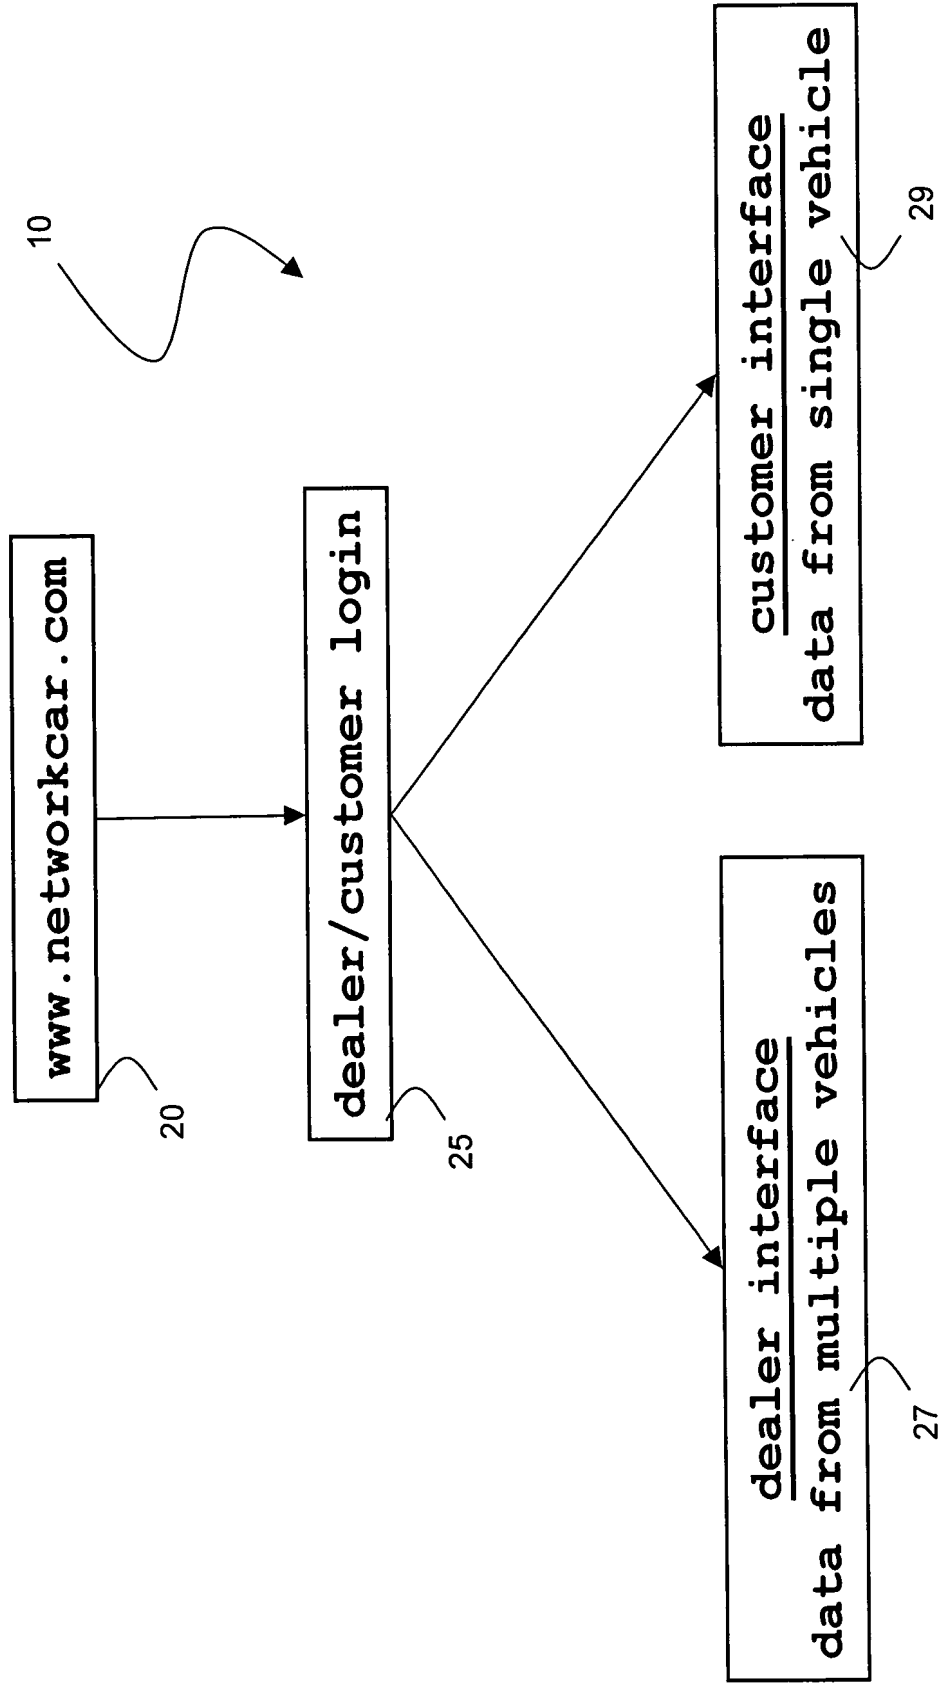 10
www.networkcar.com
20
dealer/customer login
25
dealer interface
data from multiple vehicles
27
customer interface
data from single vehicle
29